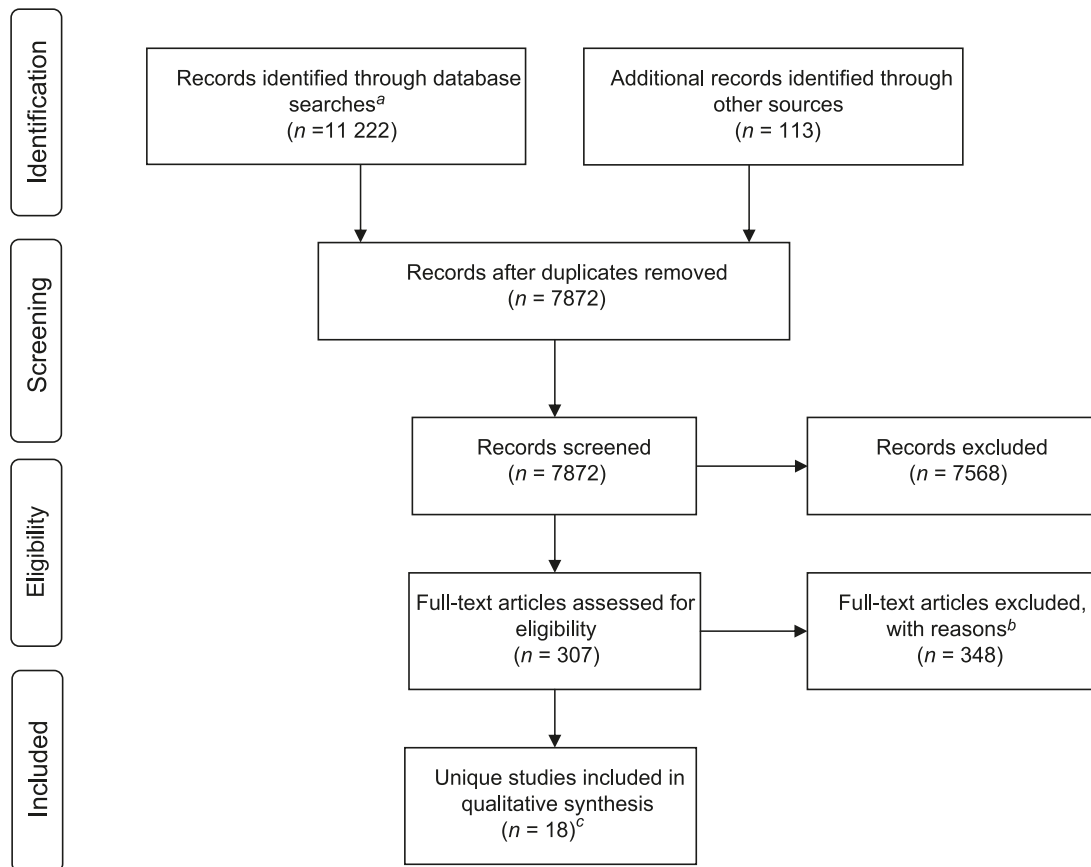 Identification
Records identified through database
searches^a
(n =11 222)
Additional records identified through
other sources
(n = 113)
Screening
Records after duplicates removed
(n = 7872)
Records screened
(n = 7872)
Records excluded
(n = 7568)
Eligibility
Full-text articles assessed for
eligibility
(n = 307)
Full-text articles excluded,
with reasons^b
(n = 348)
Included
Unique studies included in
qualitative synthesis
(n = 18)^c